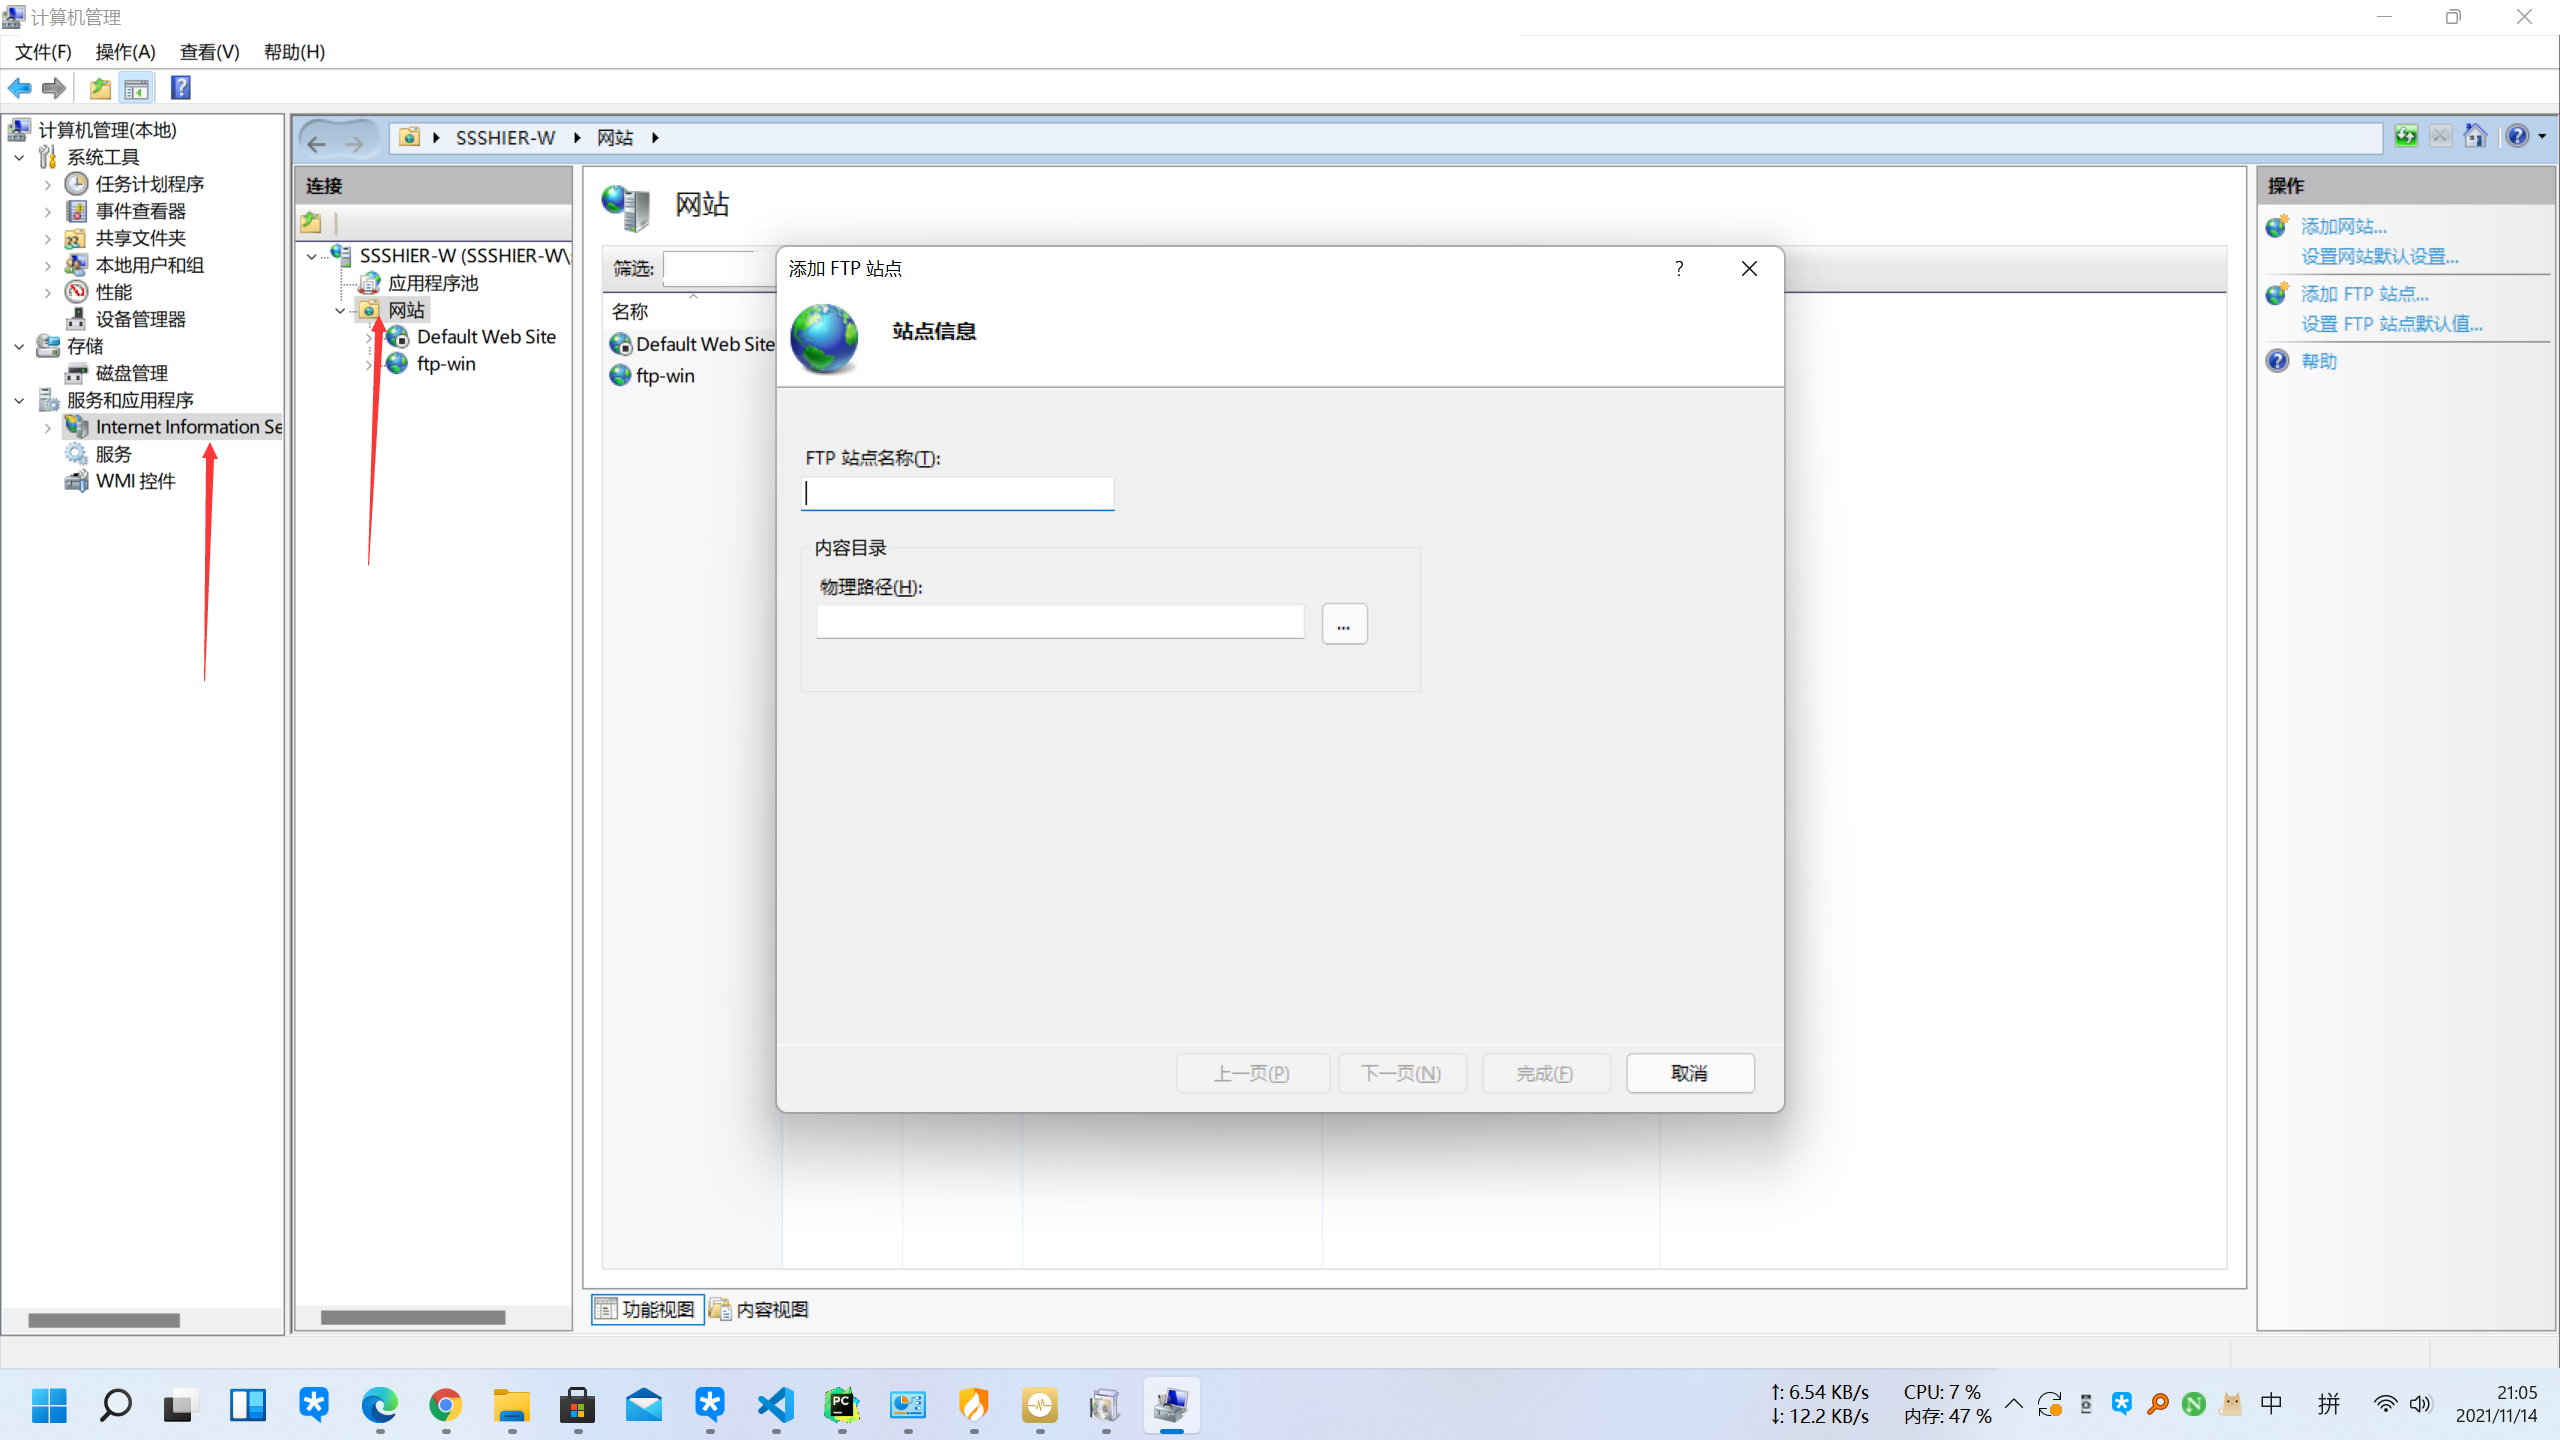 计算机管理
文件(F) 操作(A) 查看(V) 帮助(H)
计算机管理(本地)
系统工具
任务计划程序
事件查看器
共享文件夹
本地用户和组
性能
设备管理器
存储
磁盘管理
服务和应用程序
Internet Information Se
服务
WMI 控件
SSSHIER-W 网站
连接
SSSHIER-W (SSSHIER-W\
应用程序池
网站
Default Web Site
ftp-win
网站
筛选:
名称
Default Web Site
ftp-win
添加 FTP 站点
?
站点信息
FTP 站点名称(T):
内容目录
物理路径(H):
...
上一页(P) 下一页(N) 完成(F) 取消
功能视图 内容视图
操作
添加网站...
设置网站默认设置...
添加 FTP 站点...
设置 FTP 站点默认值...
帮助
↑: 6.54 KB/s CPU: 7 %
↓: 12.2 KB/s 内存: 47 %
中 拼
21:05
2021/11/14